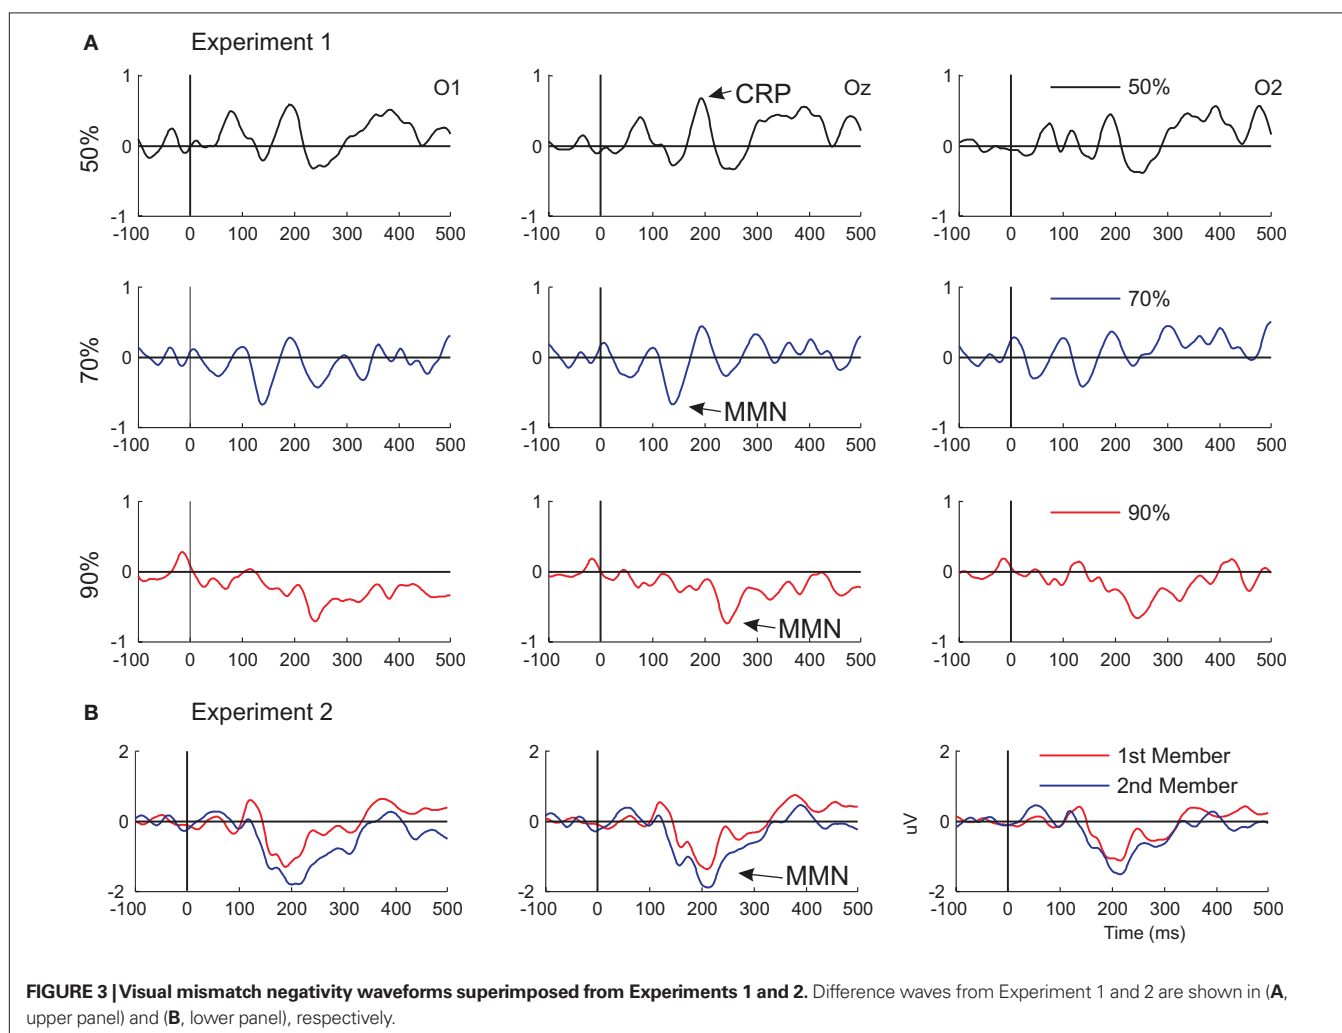 A Experiment 1
50%
1
0
-1
O1
-100 0 100 200 300 400 500
1
0
-1
CRP
Oz
-100 0 100 200 300 400 500
1
0
-1
50%
O2
-100 0 100 200 300 400 500
70%
1
0
-1
-100 0 100 200 300 400 500
1
0
-1
MMN
-100 0 100 200 300 400 500
1
0
-1
70%
-100 0 100 200 300 400 500
90%
1
0
-1
-100 0 100 200 300 400 500
1
0
-1
MMN
-100 0 100 200 300 400 500
1
0
-1
90%
-100 0 100 200 300 400 500
B Experiment 2
2
0
-2
-100 0 100 200 300 400 500
2
0
-2
MMN
-100 0 100 200 300 400 500
uV
2
0
-2
1st Member
2nd Member
-100 0 100 200 300 400 500
Time (ms)
FIGURE 3 | Visual mismatch negativity waveforms superimposed from Experiments 1 and 2. Difference waves from Experiment 1 and 2 are shown in (A,
upper panel) and (B, lower panel), respectively.